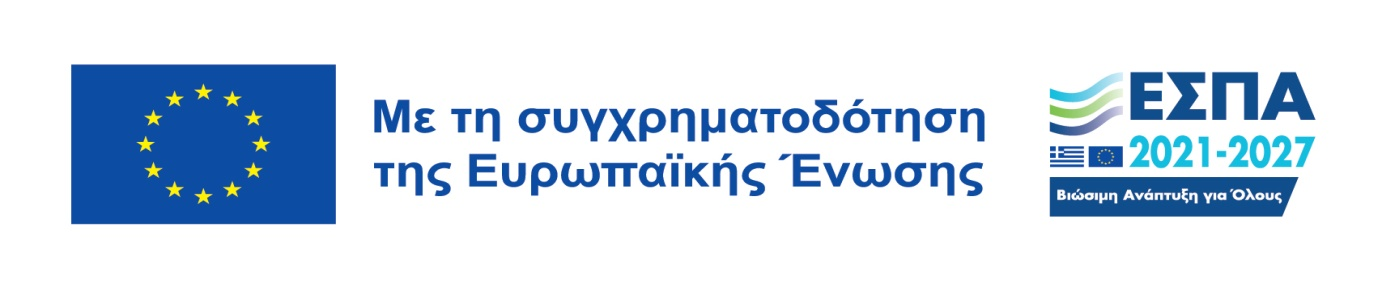 Με τη συγχρηματοδότηση
της Ευρωπαϊκής Ένωσης
ΕΣΠΑ
2021-2027
Βιώσιμη Ανάπτυξη για Όλους